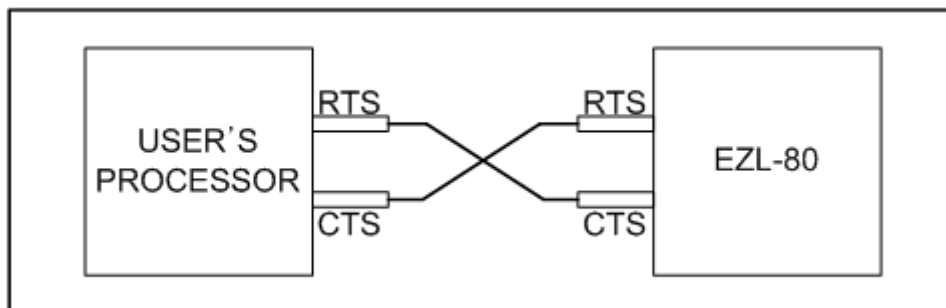 RTS
RTS
USER'S
PROCESSOR
EZL-80
CTS
CTS